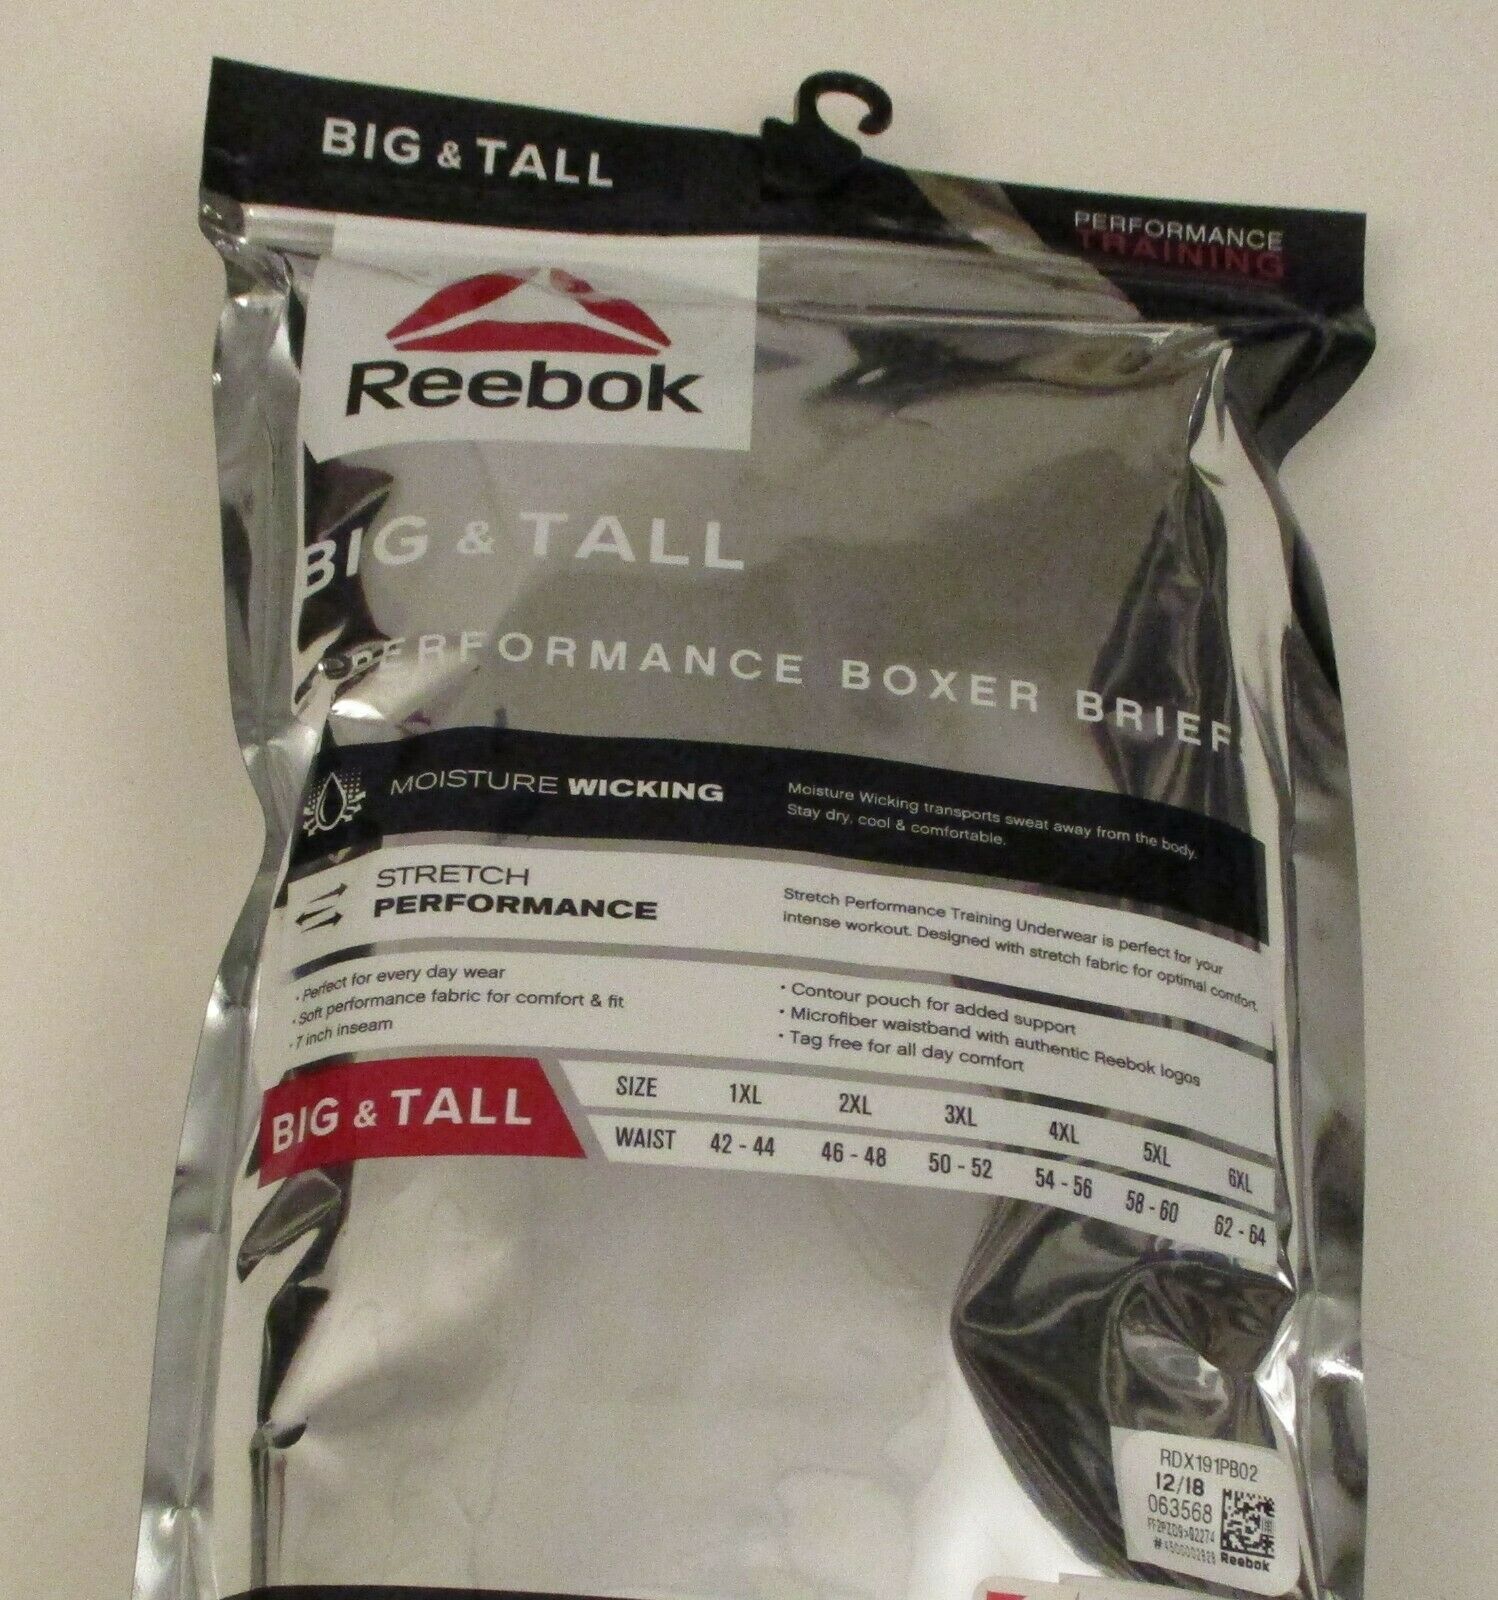 BIG & TALL
PERFORMANCE
TRAINING
Reebok
BIG & TALL
PERFORMANCE BOXER BRIEF
MOISTURE WICKING
Moisture Wicking transports sweat away from the body.
Stay dry, cool & comfortable.
STRETCH
PERFORMANCE
Stretch Performance Training Underwear is perfect for your
intense workout. Designed with stretch fabric for optimal comfort.
• Perfect for every day wear
• Soft performance fabric for comfort & fit
• 7 inch inseam
• Contour pouch for added support
• Microfiber waistband with authentic Reebok logos
• Tag free for all day comfort
BIG & TALL
SIZE 1XL 2XL 3XL 4XL 5XL 6XL
WAIST 42 - 44 46 - 48 50 - 52 54 - 56 58 - 60 62 - 64
RDX191PB02
12/18
063568
Reebok